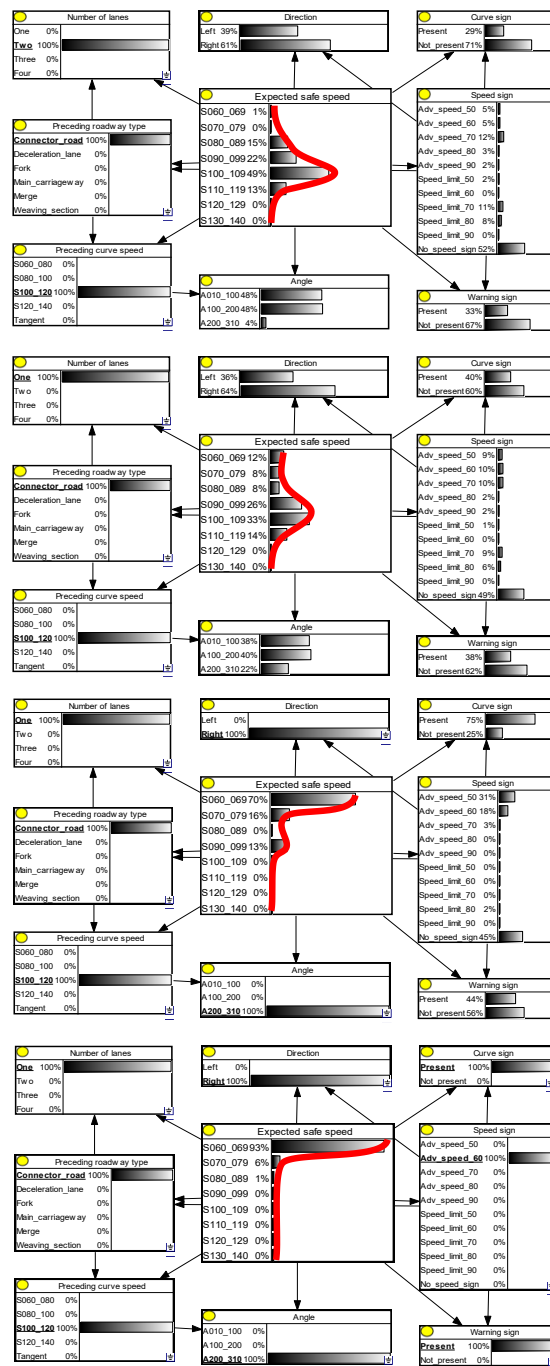 Number of lanes
One 0%
Two 100%
Three 0%
Four 0%
Preceding roadway type
Connector_road 100%
Deceleration_lane 0%
Fork 0%
Main_carriageway 0%
Merge 0%
Weaving_section 0%
Preceding curve speed
S060_080 0%
S080_100 0%
S100_120 100%
S120_140 0%
Tangent 0%
Direction
Left 39%
Right 61%
Expected safe speed
S060_069 1%
S070_079 0%
S080_089 15%
S090_099 22%
S100_109 49%
S110_119 13%
S120_129 0%
S130_140 0%
Angle
A010_100 48%
A100_200 48%
A200_310 4%
Curve sign
Present 29%
Not_present 71%
Speed sign
Adv_speed_50 5%
Adv_speed_60 5%
Adv_speed_70 12%
Adv_speed_80 3%
Adv_speed_90 2%
Speed_limit_50 2%
Speed_limit_60 0%
Speed_limit_70 11%
Speed_limit_80 8%
Speed_limit_90 0%
No_speed_sign 52%
Warning sign
Present 33%
Not_present 67%
Number of lanes
One 100%
Two 0%
Three 0%
Four 0%
Preceding roadway type
Connector_road 100%
Deceleration_lane 0%
Fork 0%
Main_carriageway 0%
Merge 0%
Weaving_section 0%
Preceding curve speed
S060_080 0%
S080_100 0%
S100_120 100%
S120_140 0%
Tangent 0%
Direction
Left 36%
Right 64%
Expected safe speed
S060_069 12%
S070_079 8%
S080_089 8%
S090_099 26%
S100_109 33%
S110_119 14%
S120_129 0%
S130_140 0%
Angle
A010_100 38%
A100_200 40%
A200_310 22%
Curve sign
Present 40%
Not_present 60%
Speed sign
Adv_speed_50 9%
Adv_speed_60 10%
Adv_speed_70 10%
Adv_speed_80 2%
Adv_speed_90 2%
Speed_limit_50 1%
Speed_limit_60 0%
Speed_limit_70 9%
Speed_limit_80 6%
Speed_limit_90 0%
No_speed_sign 49%
Warning sign
Present 38%
Not_present 62%
Number of lanes
One 100%
Two 0%
Three 0%
Four 0%
Preceding roadway type
Connector_road 100%
Deceleration_lane 0%
Fork 0%
Main_carriageway 0%
Merge 0%
Weaving_section 0%
Preceding curve speed
S060_080 0%
S080_100 0%
S100_120 100%
S120_140 0%
Tangent 0%
Direction
Left 0%
Right 100%
Expected safe speed
S060_069 70%
S070_079 16%
S080_089 0%
S090_099 13%
S100_109 0%
S110_119 0%
S120_129 0%
S130_140 0%
Angle
A010_100 0%
A100_200 0%
A200_310 100%
Curve sign
Present 75%
Not_present 25%
Speed sign
Adv_speed_50 31%
Adv_speed_60 18%
Adv_speed_70 3%
Adv_speed_80 0%
Adv_speed_90 0%
Speed_limit_50 0%
Speed_limit_60 0%
Speed_limit_70 0%
Speed_limit_80 2%
Speed_limit_90 0%
No_speed_sign 45%
Warning sign
Present 44%
Not_present 56%
Number of lanes
One 100%
Two 0%
Three 0%
Four 0%
Preceding roadway type
Connector_road 100%
Deceleration_lane 0%
Fork 0%
Main_carriageway 0%
Merge 0%
Weaving_section 0%
Preceding curve speed
S060_080 0%
S080_100 0%
S100_120 100%
S120_140 0%
Tangent 0%
Direction
Left 0%
Right 100%
Expected safe speed
S060_069 93%
S070_079 6%
S080_089 1%
S090_099 0%
S100_109 0%
S110_119 0%
S120_129 0%
S130_140 0%
Angle
A010_100 0%
A100_200 0%
A200_310 100%
Curve sign
Present 100%
Not_present 0%
Speed sign
Adv_speed_50 0%
Adv_speed_60 100%
Adv_speed_70 0%
Adv_speed_80 0%
Adv_speed_90 0%
Speed_limit_50 0%
Speed_limit_60 0%
Speed_limit_70 0%
Speed_limit_80 0%
Speed_limit_90 0%
No_speed_sign 0%
Warning sign
Present 100%
Not_present 0%